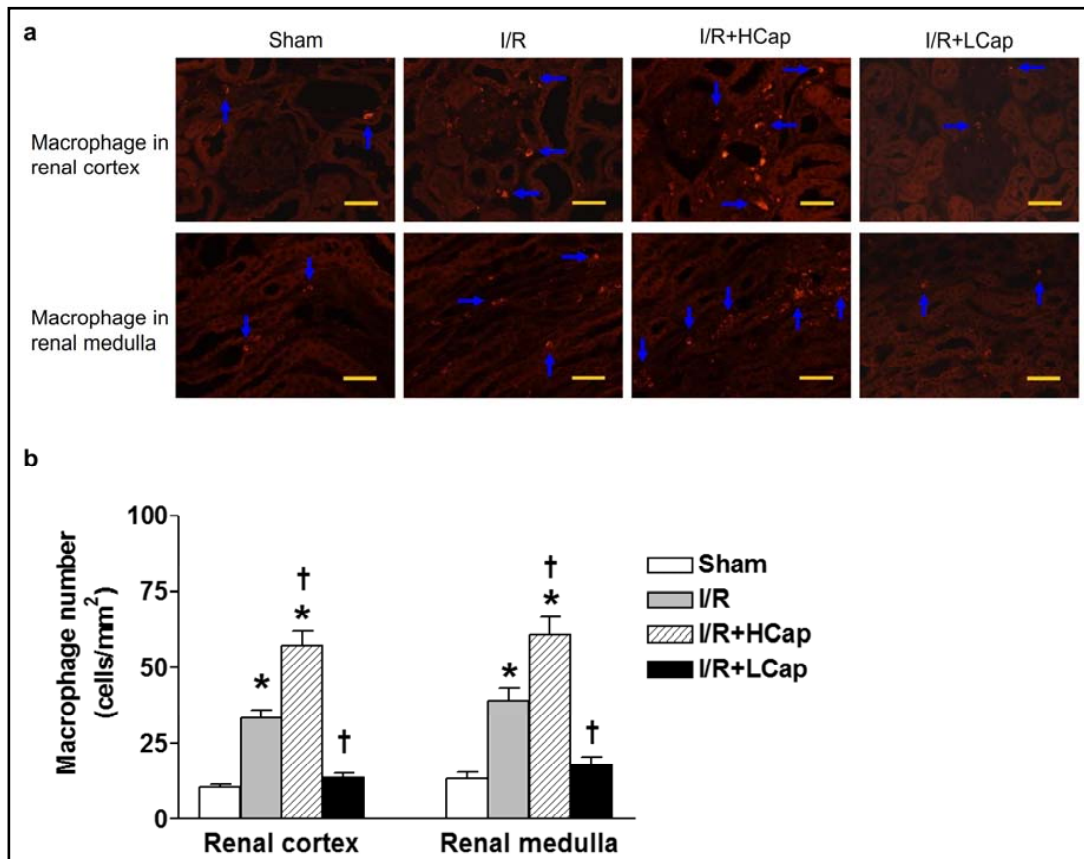 a
Sham
I/R
I/R+HCap
I/R+LCap
Macrophage in
renal cortex
Macrophage in
renal medulla
b
Macrophage number
(cells/mm²)
100
75
50
25
0
*
†
*
†
*
†
*
†
Renal cortex
Renal medulla
Sham
I/R
I/R+HCap
I/R+LCap